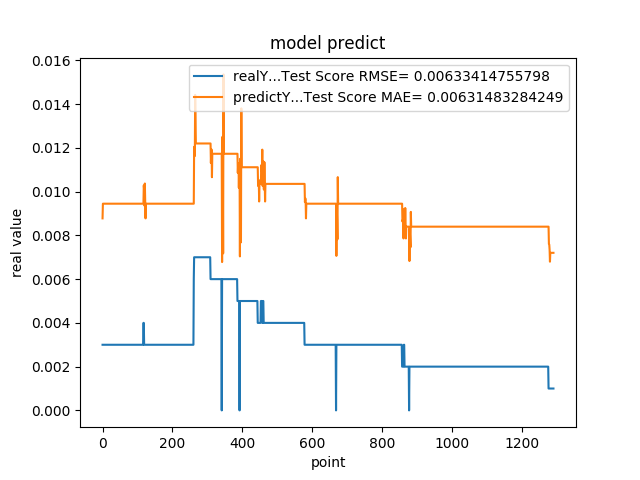 model predict
realY...Test Score RMSE= 0.00633414755798
predictY...Test Score MAE= 0.00631483284249
0.016
0.014
0.012
0.010
0.008
0.006
0.004
0.002
0.000
real value
0 200 400 600 800 1000 1200
point